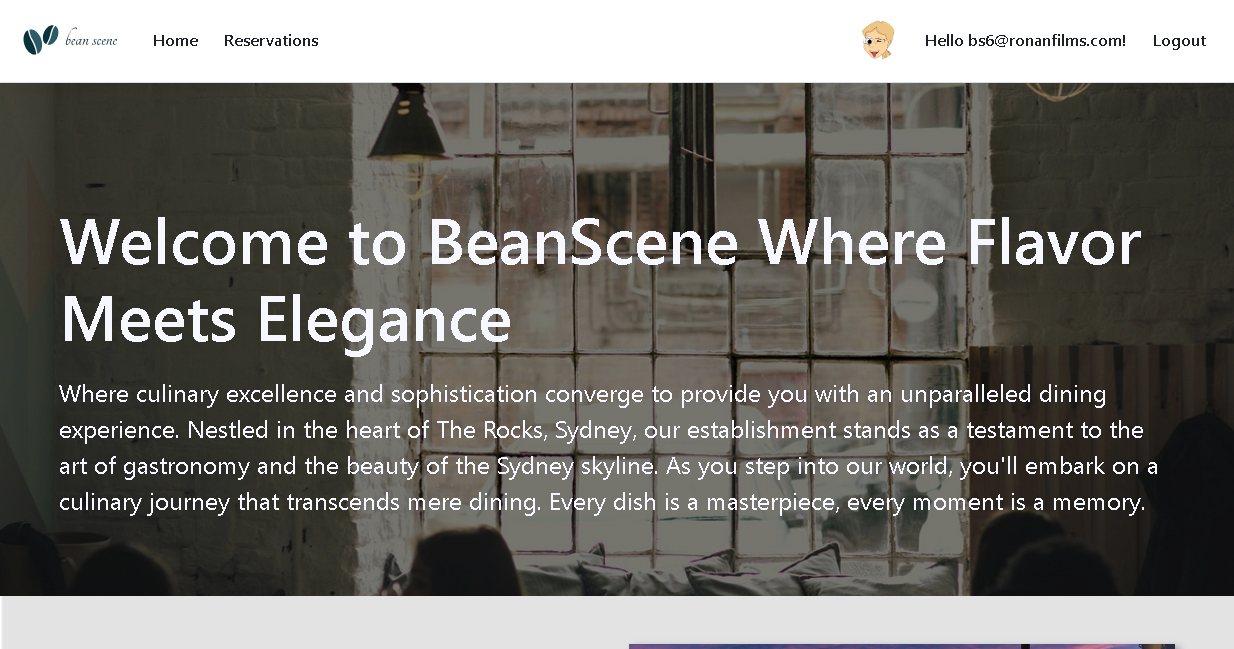 bean scene
Home
Reservations
Hello bs6@ronanfilms.com!
Logout
Welcome to BeanScene Where Flavor
Meets Elegance
Where culinary excellence and sophistication converge to provide you with an unparalleled dining
experience. Nestled in the heart of The Rocks, Sydney, our establishment stands as a testament to the
art of gastronomy and the beauty of the Sydney skyline. As you step into our world, you'll embark on a
culinary journey that transcends mere dining. Every dish is a masterpiece, every moment is a memory.